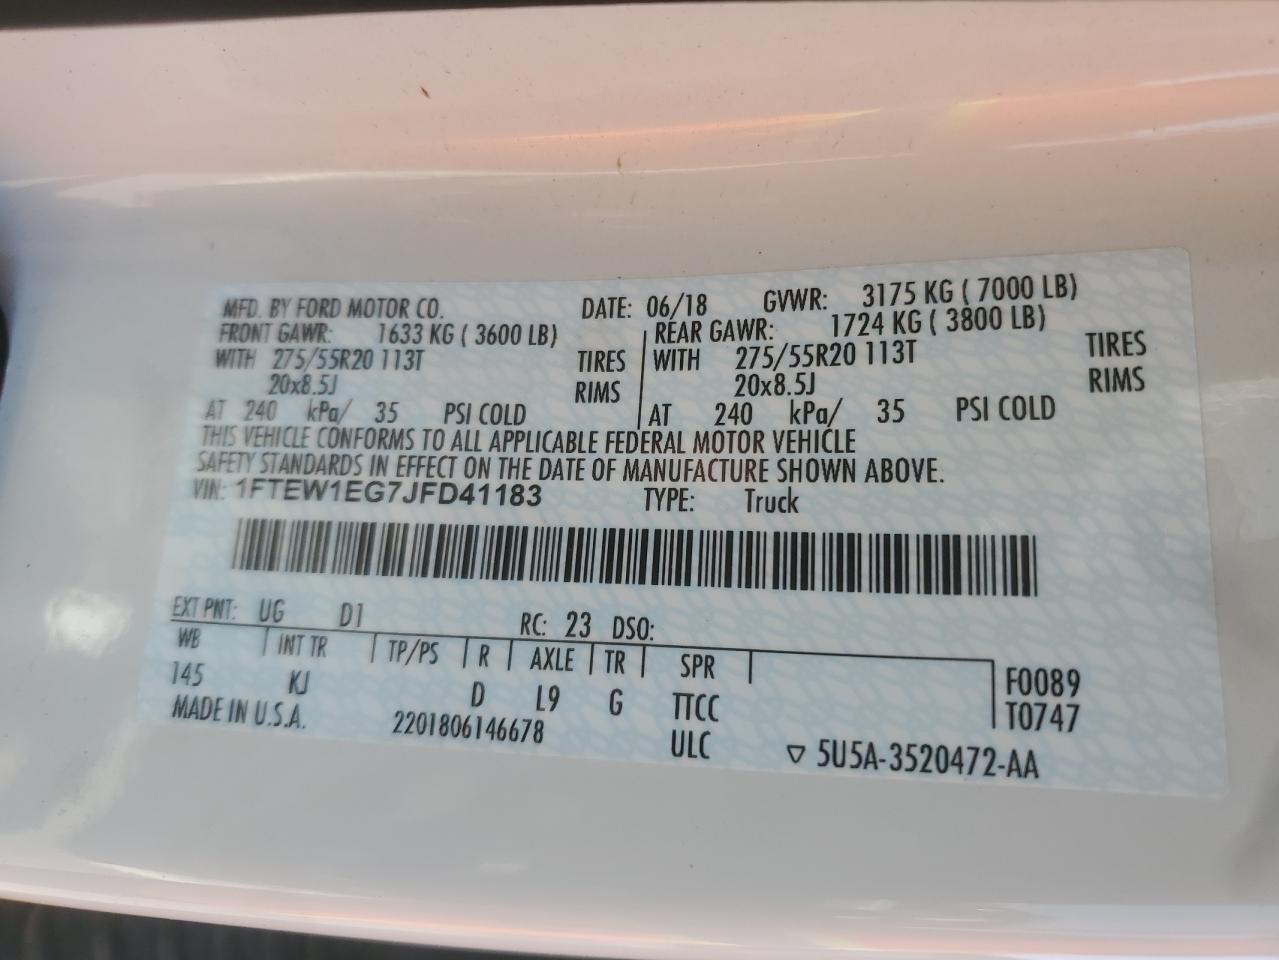 MFD. BY FORD MOTOR CO. DATE: 06/18 GVWR: 3175 KG ( 7000 LB)
FRONT GAWR: 1633 KG ( 3600 LB) REAR GAWR: 1724 KG ( 3800 LB)
WITH 275/55R20 113T TIRES WITH 275/55R20 113T TIRES
20x8.5J RIMS 20x8.5J RIMS
AT 240 kPa/ 35 PSI COLD AT 240 kPa/ 35 PSI COLD
THIS VEHICLE CONFORMS TO ALL APPLICABLE FEDERAL MOTOR VEHICLE
SAFETY STANDARDS IN EFFECT ON THE DATE OF MANUFACTURE SHOWN ABOVE.
VIN: 1FTEW1EG7JFD41183 TYPE: Truck
EXT PNT: UG D1 RC: 23 DSO:
WB INT TR TP/PS R AXLE TR SPR F0089
145 KJ D L9 G TTCC T0747
MADE IN U.S.A. 2201806146678 ULC ▽ 5U5A-3520472-AA